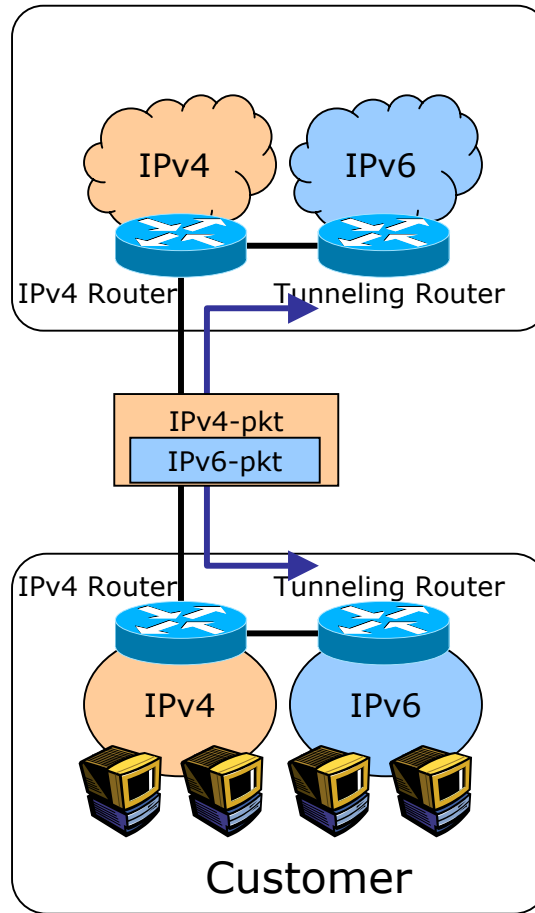 IPv4
IPv6
IPv4 Router
Tunneling Router
IPv4-pkt
IPv6-pkt
IPv4 Router
Tunneling Router
IPv4
IPv6
Customer